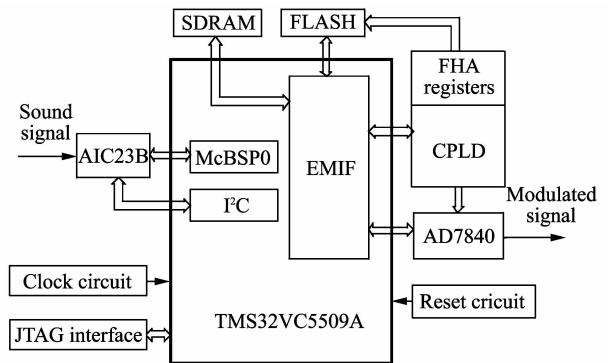 SDRAM
FLASH
FHA
registers
Sound
signal
AIC23B
McBSP0
EMIF
CPLD
I²C
Modulated
signal
AD7840
Clock circuit
Reset cricuit
TMS32VC5509A
JTAG interface